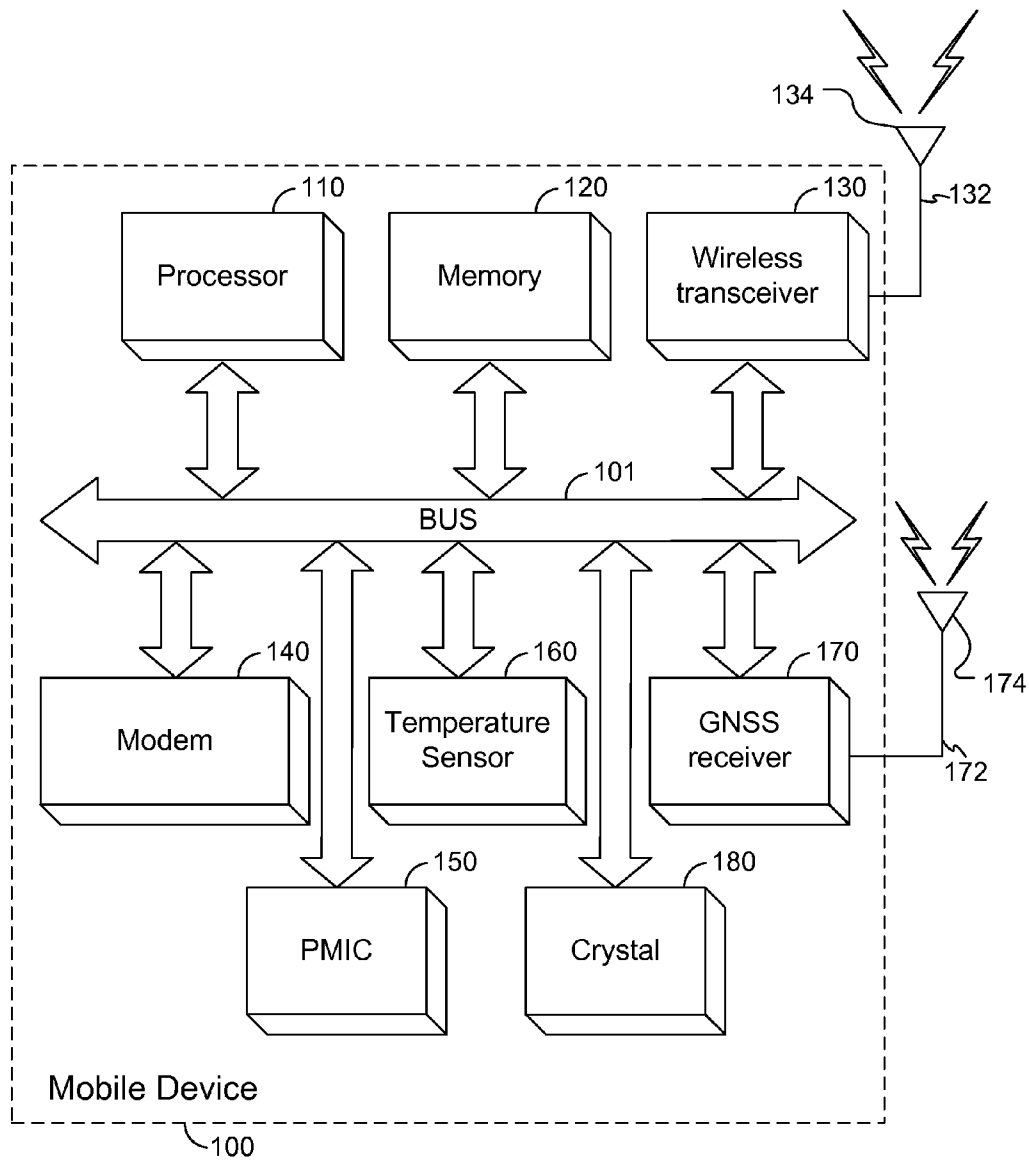 134
132
110
120
130
Processor
Memory
Wireless
transceiver
101
BUS
140
160
170
174
Modem
Temperature
Sensor
GNSS
receiver
172
150
180
PMIC
Crystal
Mobile Device
100